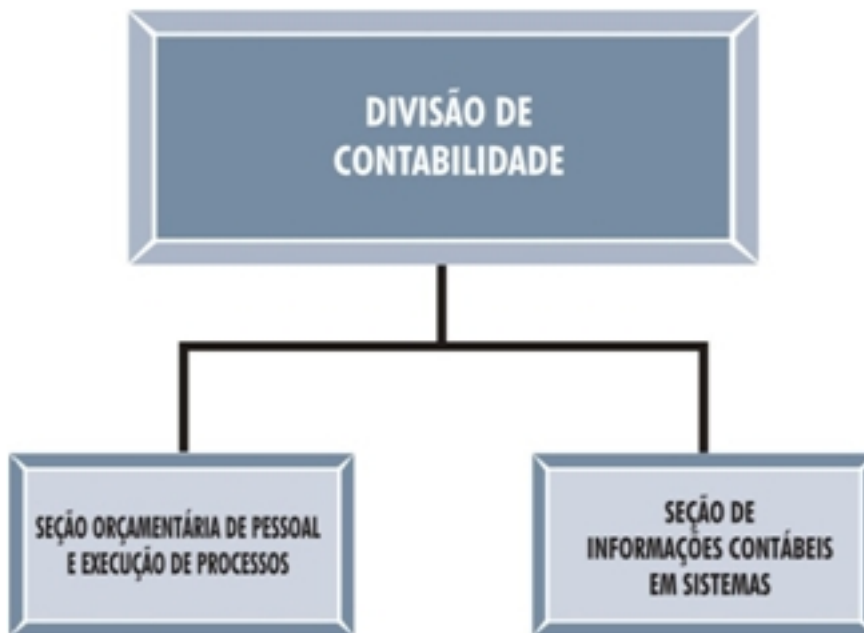 DIVISÃO DE
CONTABILIDADE
SEÇÃO ORÇAMENTÁRIA DE PESSOAL
E EXECUÇÃO DE PROCESSOS
SEÇÃO DE
INFORMAÇÕES CONTÁBEIS
EM SISTEMAS